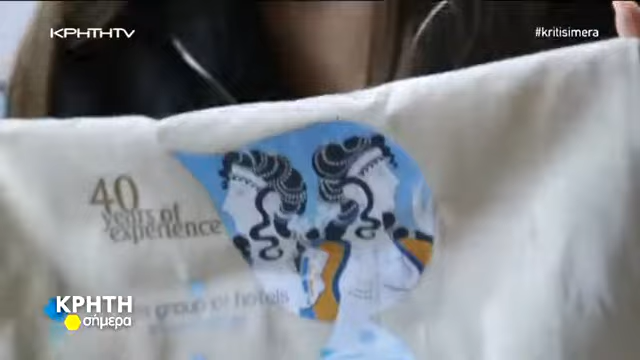 ΚΡΗΤΗTV
#kritisimera
40
years of
experience
group of hotels
ΚΡΗΤΗ
σήμερα